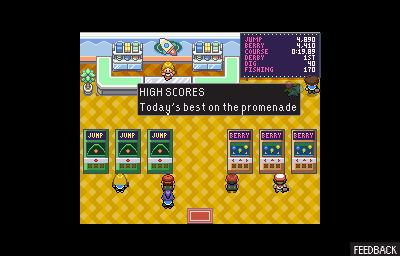 JUMP 4,890
BERRY 4,410
COURSE 0:19.89
DERBY 1ST
DIG 40
FISHING 170
HIGH SCORES
Today's best on the promenade
JUMP JUMP JUMP BERRY BERRY BERRY
FEEDBACK